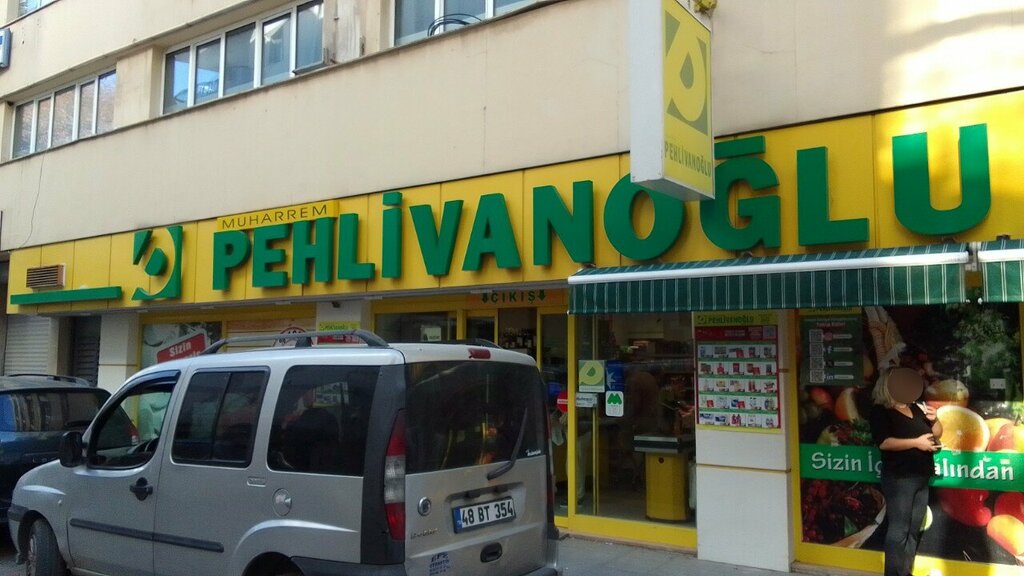 MUHARREM
PEHLİVANOĞLU
PEHLİVANOĞLU
ÇIKIŞ
Sizin
PEHLİVANOĞLU
Sizin İç
alından
48 BT 354